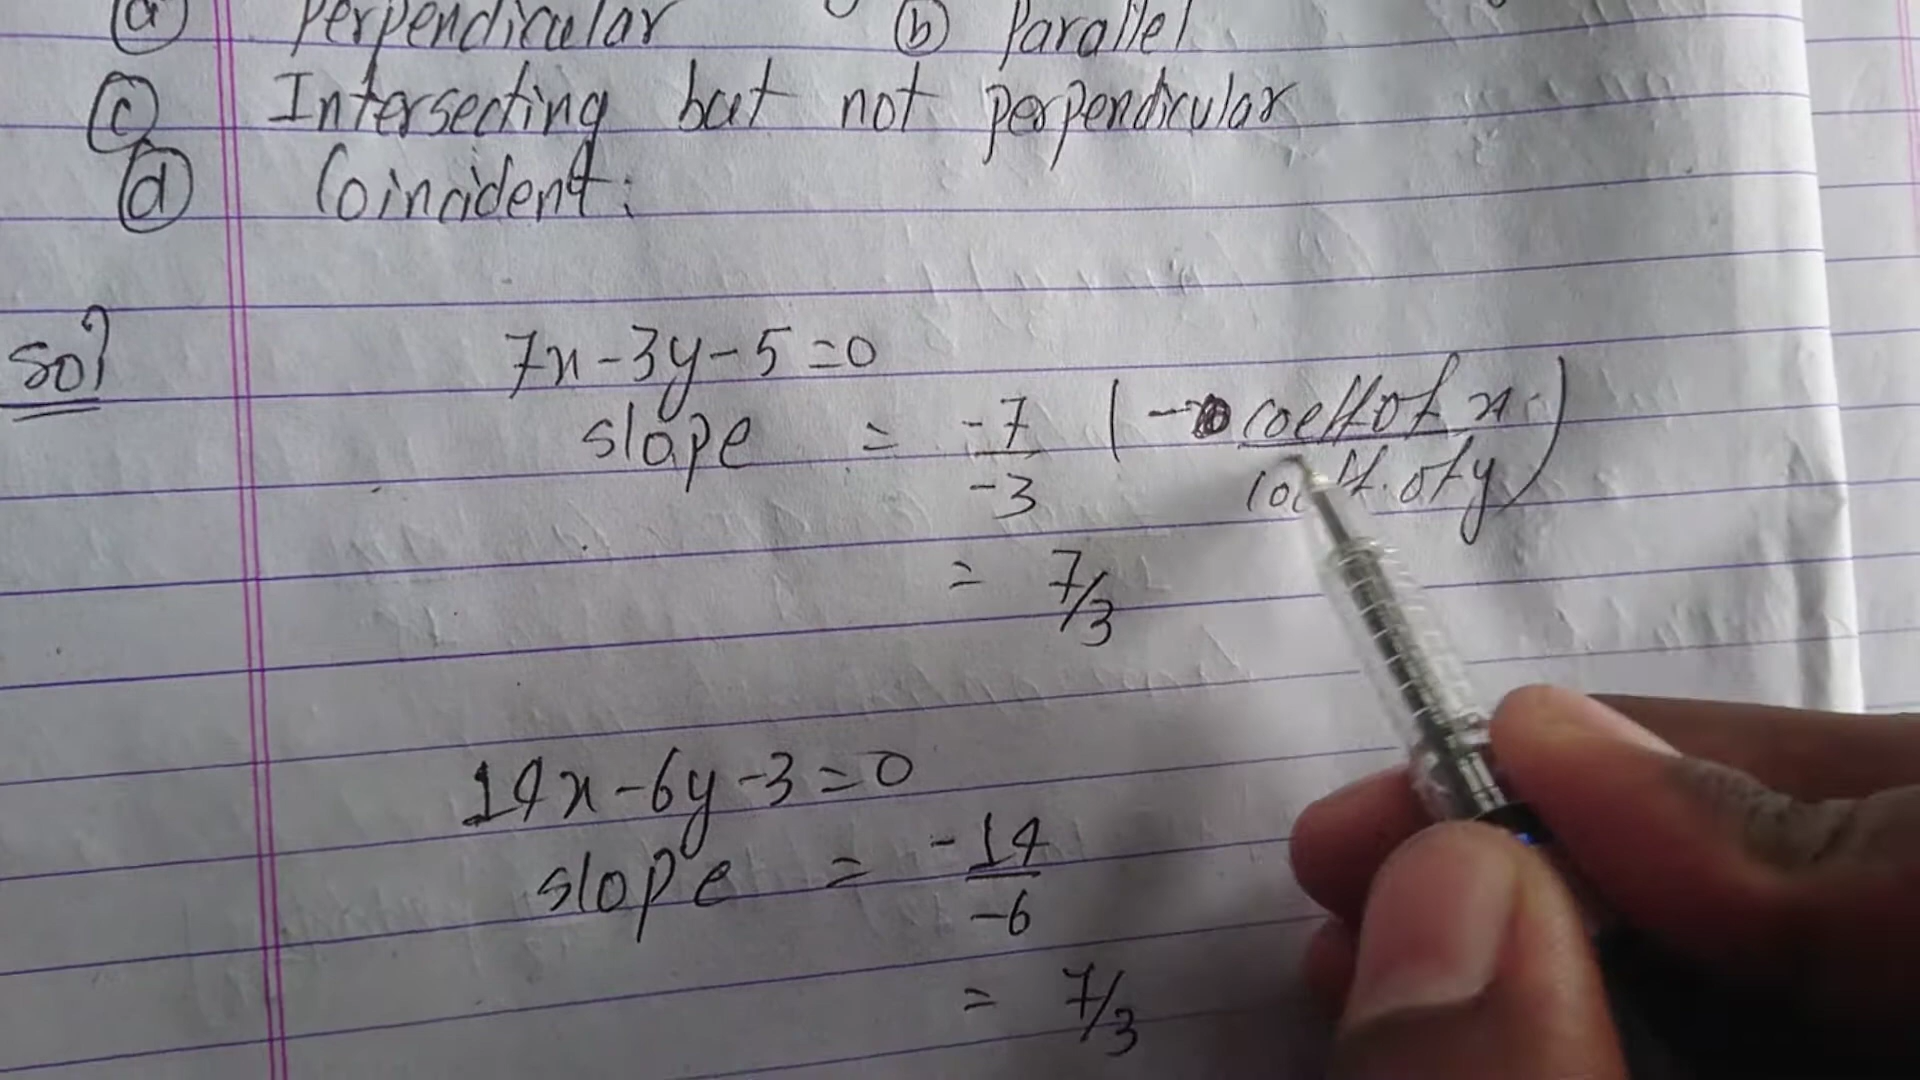 (a) Perpendicular (b) Parallel
(c) Intersecting but not perpendicular
(d) Coincident:
Sol
7x-3y-5=0
slope = -7/-3 (- coeff of x / coeff. of y)
= 7/3
14x-6y-3=0
slope = -14/-6
= 7/3